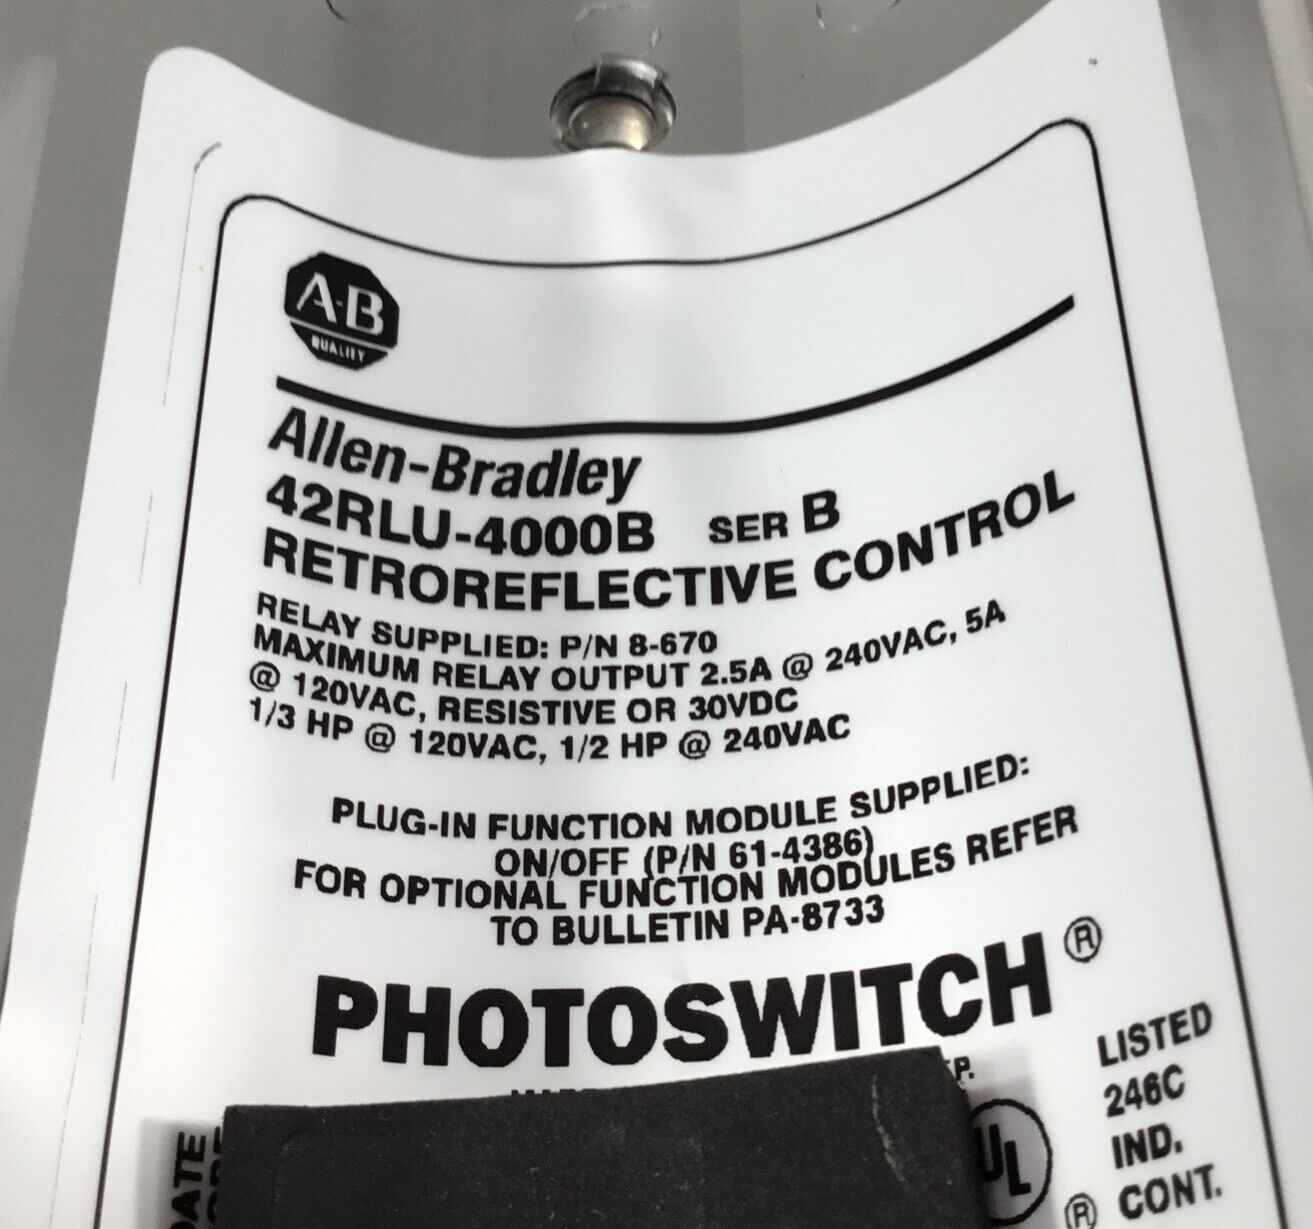 A-B
QUALITY
Allen-Bradley
42RLU-4000B SER B
RETROREFLECTIVE CONTROL
RELAY SUPPLIED: P/N 8-670
MAXIMUM RELAY OUTPUT 2.5A @ 240VAC, 5A
@ 120VAC, RESISTIVE OR 30VDC
1/3 HP @ 120VAC, 1/2 HP @ 240VAC
PLUG-IN FUNCTION MODULE SUPPLIED:
ON/OFF (P/N 61-4386)
FOR OPTIONAL FUNCTION MODULES REFER
TO BULLETIN PA-8733
PHOTOSWITCH ®
LISTED
246C
IND.
CONT.
UL
®
DATE